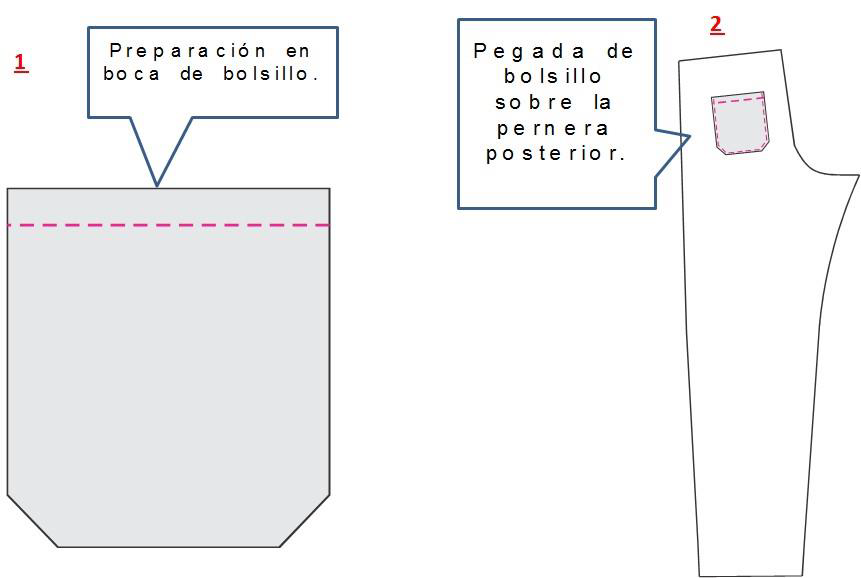 1
Preparación en
boca de bolsillo.
2
Pegada de
bolsillo
sobre la
pernera
posterior.